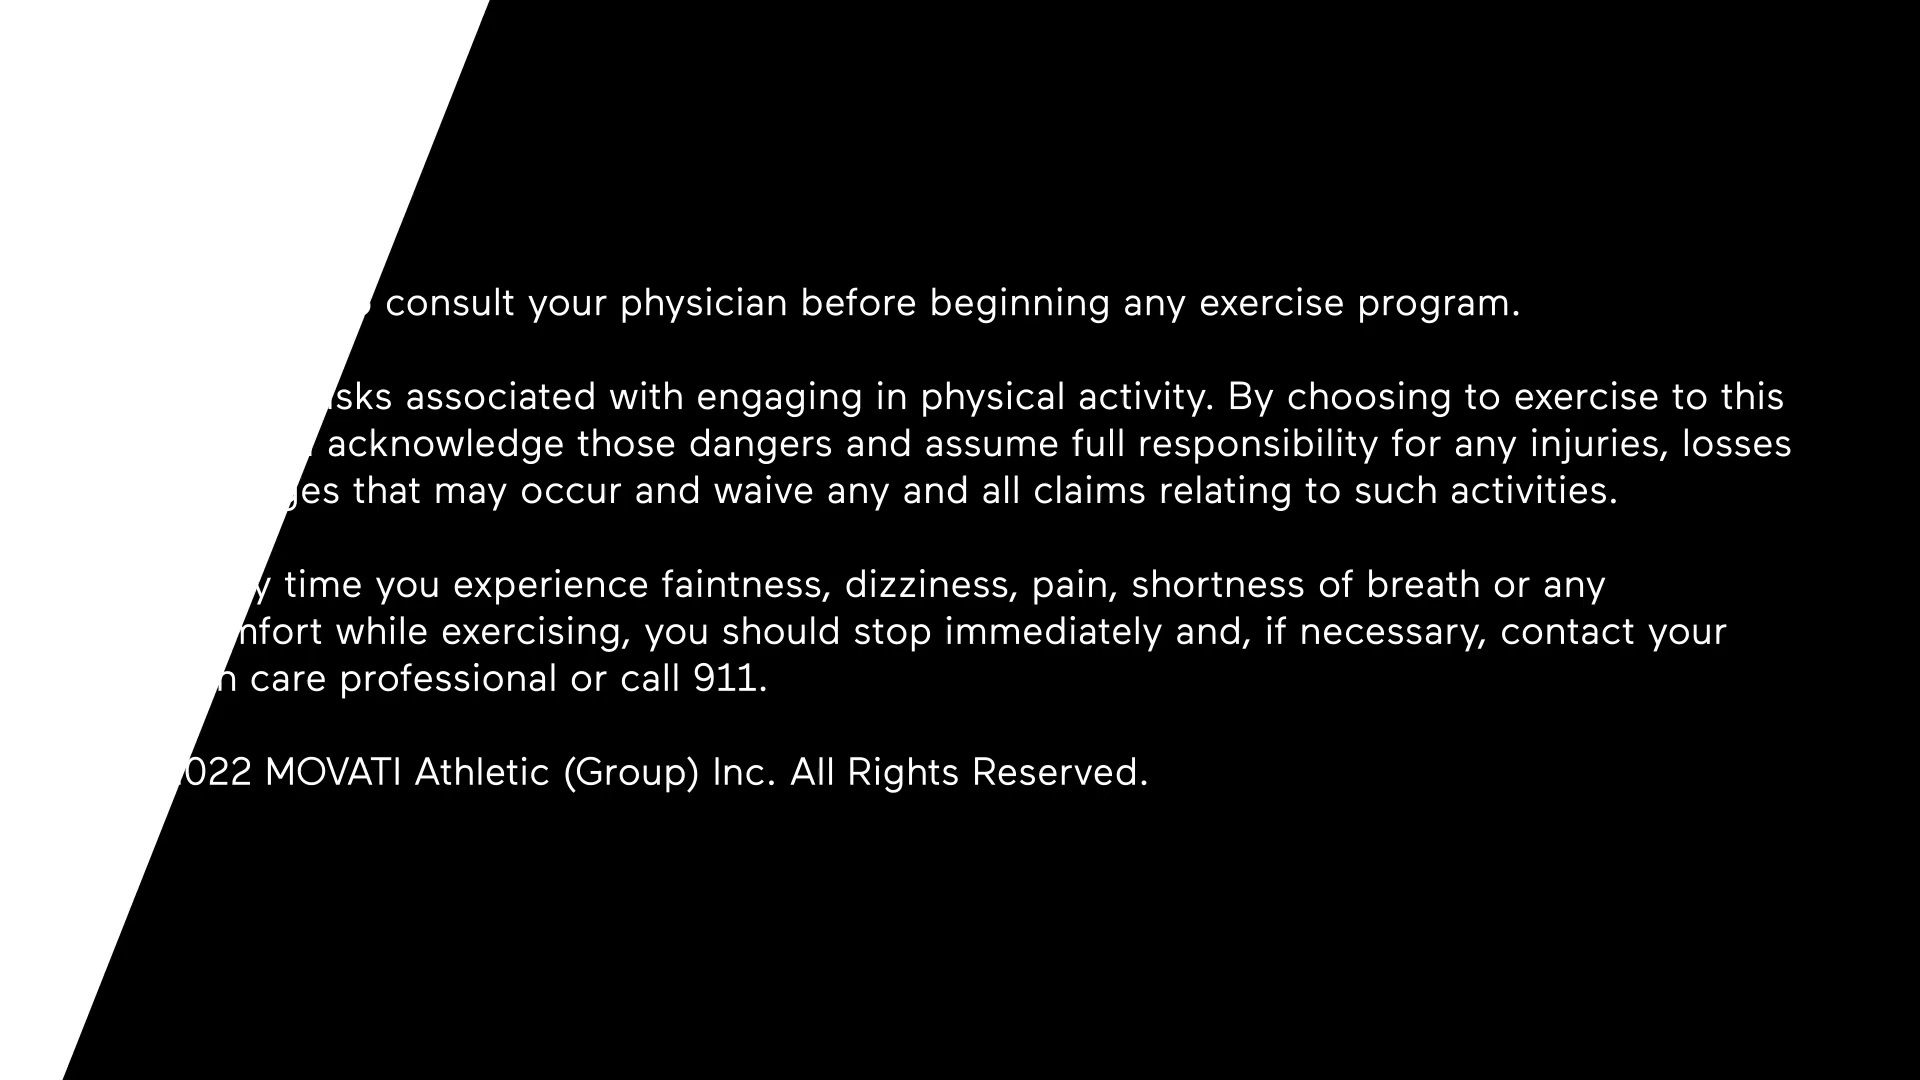 consult your physician before beginning any exercise program.
associated with engaging in physical activity. By choosing to exercise to this
acknowledge those dangers and assume full responsibility for any injuries, losses
that may occur and waive any and all claims relating to such activities.
time you experience faintness, dizziness, pain, shortness of breath or any
while exercising, you should stop immediately and, if necessary, contact your
care professional or call 911.
022 MOVATI Athletic (Group) Inc. All Rights Reserved.